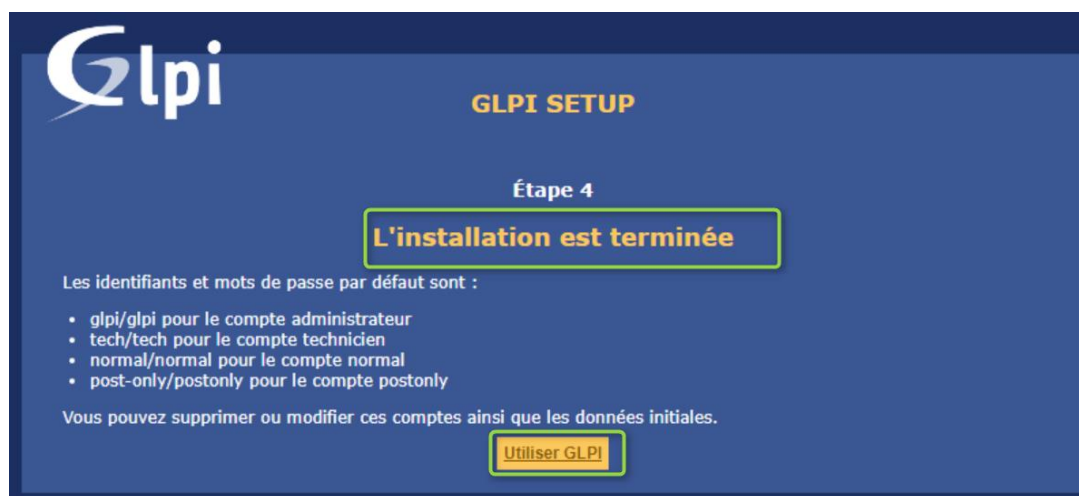 Glpi
GLPI SETUP
Étape 4
L'installation est terminée
Les identifiants et mots de passe par défaut sont :
• glpi/glpi pour le compte administrateur
• tech/tech pour le compte technicien
• normal/normal pour le compte normal
• post-only/postonly pour le compte postonly
Vous pouvez supprimer ou modifier ces comptes ainsi que les données initiales.
Utiliser GLPI